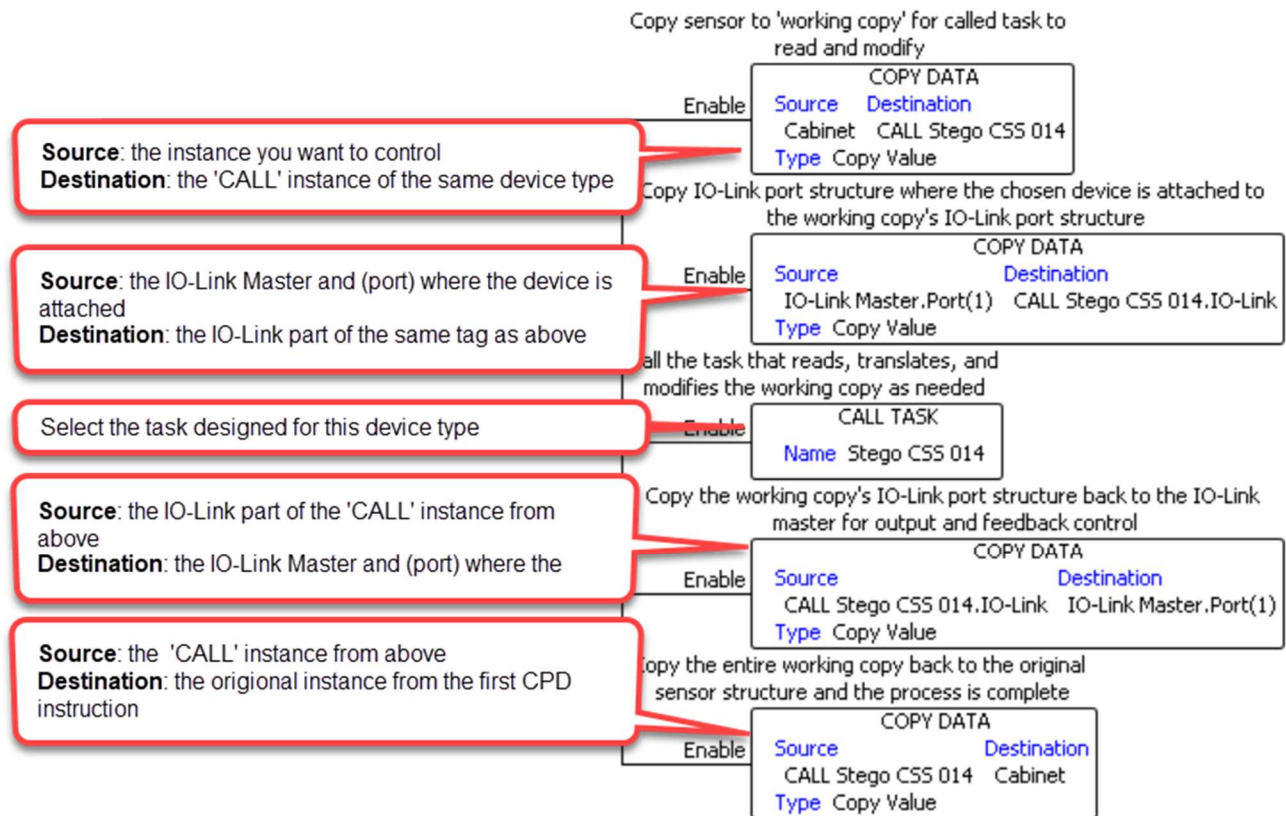 Copy sensor to 'working copy' for called task to
read and modify
COPY DATA
Enable
Source Destination
Cabinet CALL Stego CSS 014
Type Copy Value
Source: the instance you want to control
Destination: the 'CALL' instance of the same device type
Copy IO-Link port structure where the chosen device is attached to
the working copy's IO-Link port structure
COPY DATA
Enable
Source Destination
IO-Link Master.Port(1) CALL Stego CSS 014.IO-Link
Type Copy Value
Source: the IO-Link Master and (port) where the device is
attached
Destination: the IO-Link part of the same tag as above
all the task that reads, translates, and
modifies the working copy as needed
CALL TASK
Enable
Name Stego CSS 014
Select the task designed for this device type
Copy the working copy's IO-Link port structure back to the IO-Link
master for output and feedback control
COPY DATA
Enable
Source Destination
CALL Stego CSS 014.IO-Link IO-Link Master.Port(1)
Type Copy Value
Source: the IO-Link part of the 'CALL' instance from
above
Destination: the IO-Link Master and (port) where the
Copy the entire working copy back to the original
sensor structure and the process is complete
COPY DATA
Enable
Source Destination
CALL Stego CSS 014 Cabinet
Type Copy Value
Source: the 'CALL' instance from above
Destination: the origional instance from the first CPD
instruction